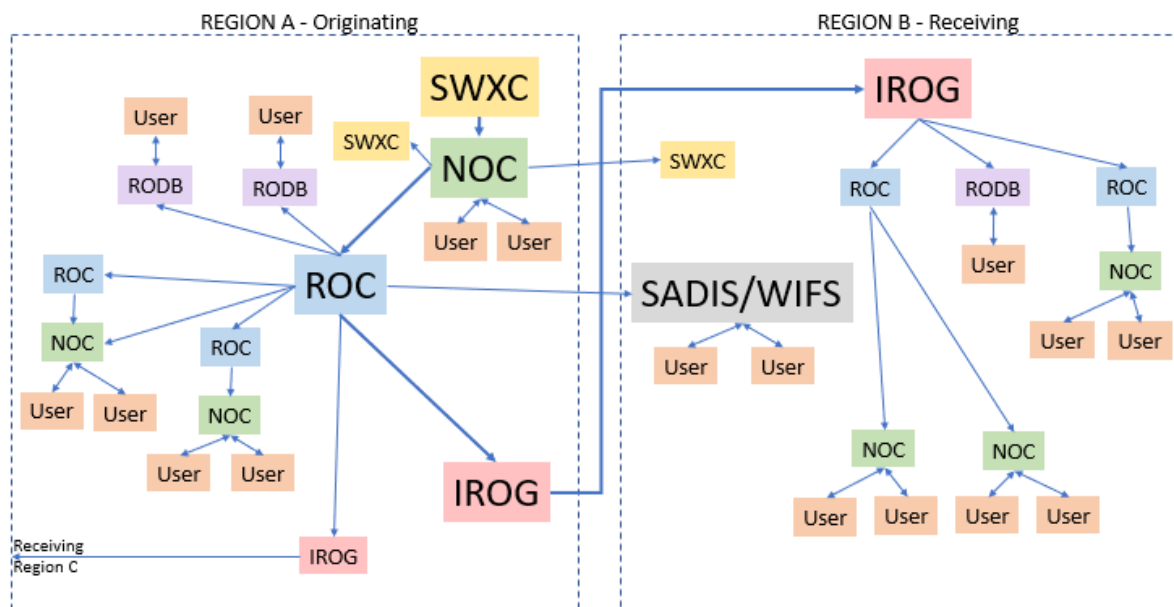 REGION A - Originating
REGION B - Receiving
SWXC
IROG
User
User
SWXC
NOC
SWXC
RODB
RODB
ROC
RODB
ROC
User
User
User
ROC
ROC
SADIS/WIFS
NOC
NOC
ROC
User
User
User
User
User
User
NOC
User
User
NOC
NOC
IROG
User
User
User
User
User
User
Receiving
Region C
IROG